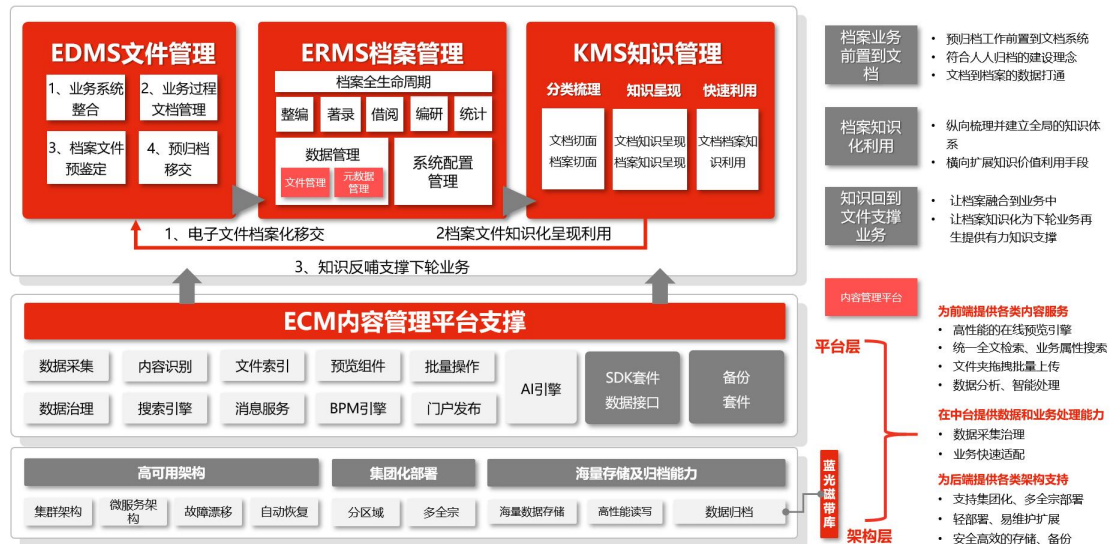 EDMS文件管理
1、业务系统
整合
2、业务过程
文档管理
3、档案文件
预鉴定
4、预归档
移交
ERMS档案管理
档案全生命周期
整编
著录
借阅
编研
统计
数据管理
文件管理
元数据
管理
系统配置
管理
KMS知识管理
分类梳理
知识呈现
快速利用
文档切面
档案切面
文档知识呈现
档案知识呈现
文档档案知
识利用
1、电子文件档案化移交
2档案文件知识化呈现利用
3、知识反哺支撑下轮业务
ECM内容管理平台支撑
数据采集
内容识别
文件索引
预览组件
批量操作
数据治理
搜索引擎
消息服务
BPM引擎
门户发布
AI引擎
SDK套件
数据接口
备份
套件
高可用架构
集群架构
微服务架
构
故障漂移
自动恢复
集团化部署
分区域
多全宗
海量存储及归档能力
海量数据存储
高性能读写
数据归档
蓝光磁带库
档案业务
前置到文
档
• 预归档工作前置到文档系统
• 符合人人归档的建设理念
• 文档到档案的数据打通
档案知识
化利用
• 纵向梳理并建立全局的知识体
系
• 横向扩展知识价值利用手段
知识回到
文件支撑
业务
• 让档案融合到业务中
• 让档案知识化为下轮业务再
生提供有力知识支撑
内容管理平台
平台层
架构层
为前端提供各类内容服务
• 高性能的在线预览引擎
• 统一全文检索、业务属性搜索
• 文件夹拖拽批量上传
• 数据分析、智能处理
在中台提供数据和业务处理能力
• 数据采集治理
• 业务快速适配
为后端提供各类架构支持
• 支持集团化、多全宗部署
• 轻部署、易维护扩展
• 安全高效的存储、备份